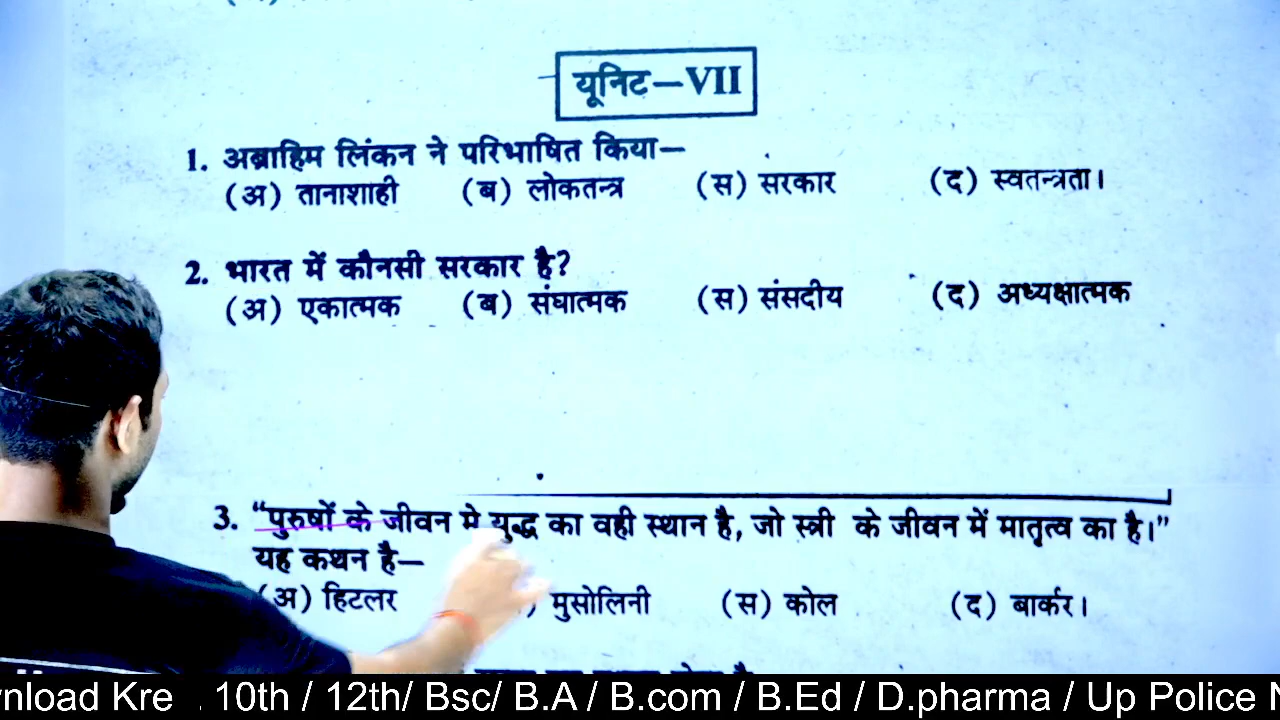 यूनिट—VII
1. अब्राहिम लिंकन ने परिभाषित किया—
(अ) तानाशाही (ब) लोकतन्त्र (स) सरकार (द) स्वतन्त्रता।
2. भारत में कौनसी सरकार है?
(अ) एकात्मक (ब) संघात्मक (स) संसदीय (द) अध्यक्षात्मक
3. “पुरुषों के जीवन मे युद्ध का वही स्थान है, जो स्त्री के जीवन में मातृत्व का है।”
यह कथन है—
(अ) हिटलर ) मुसोलिनी (स) कोल (द) बार्कर।
nload Kre . 10th / 12th/ Bsc/ B.A / B.com / B.Ed / D.pharma / Up Police